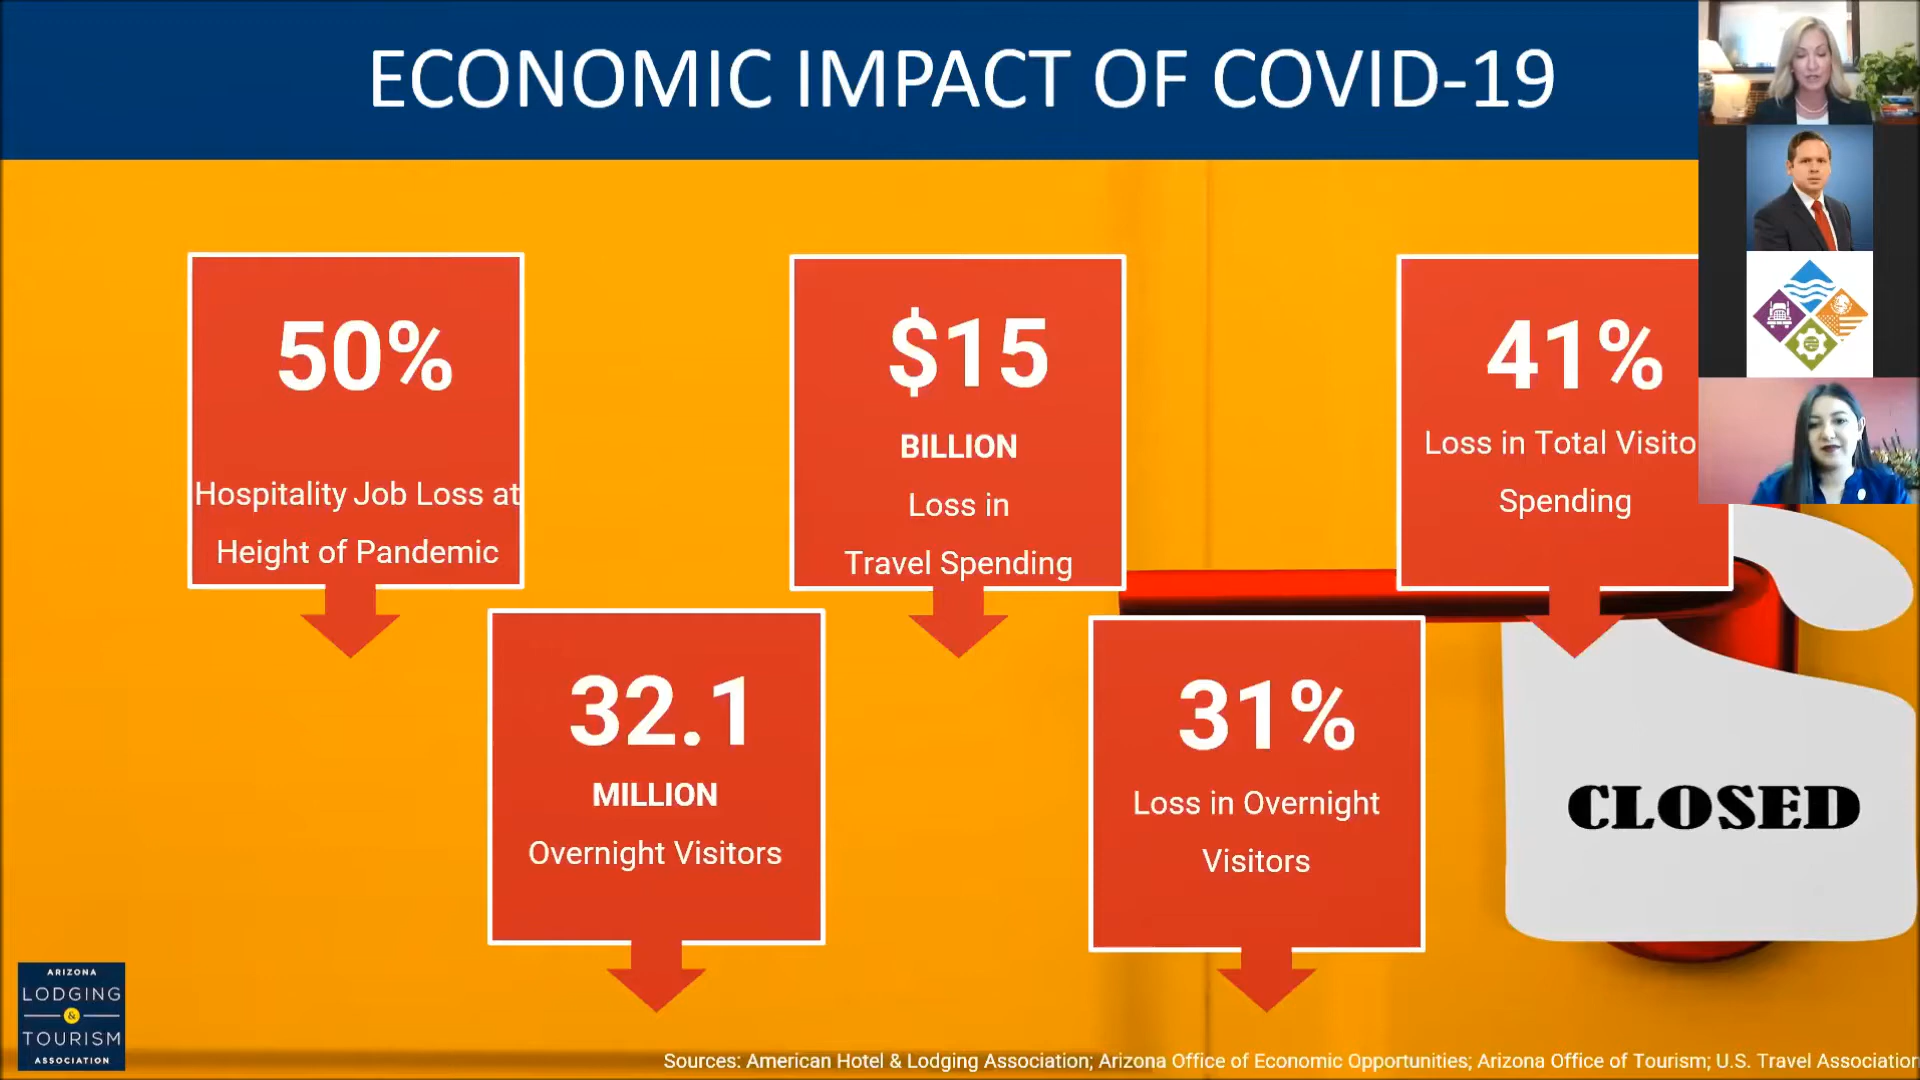 ECONOMIC IMPACT OF COVID-19
50%
Hospitality Job Loss at
Height of Pandemic
$15
BILLION
Loss in
Travel Spending
41%
Loss in Total Visito
Spending
32.1
MILLION
Overnight Visitors
31%
Loss in Overnight
Visitors
CLOSED
ARIZONA
LODGING
&
TOURISM
ASSOCIATION
Sources: American Hotel & Lodging Association; Arizona Office of Economic Opportunities; Arizona Office of Tourism; U.S. Travel Association